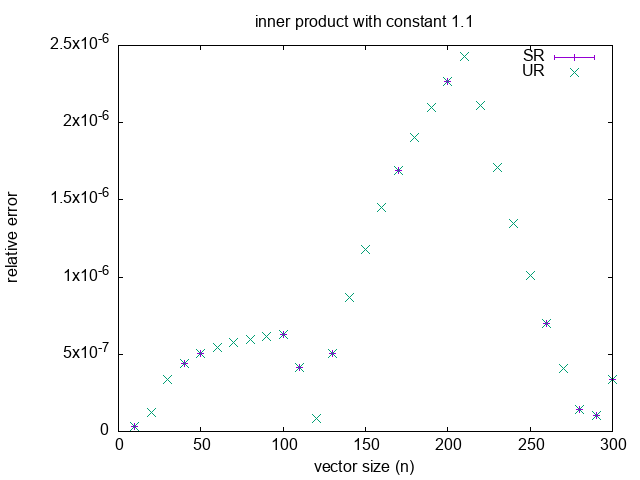 inner product with constant 1.1
2.5x10^-6
2x10^-6
1.5x10^-6
1x10^-6
5x10^-7
0
SR
UR
relative error
0 50 100 150 200 250 300
vector size (n)